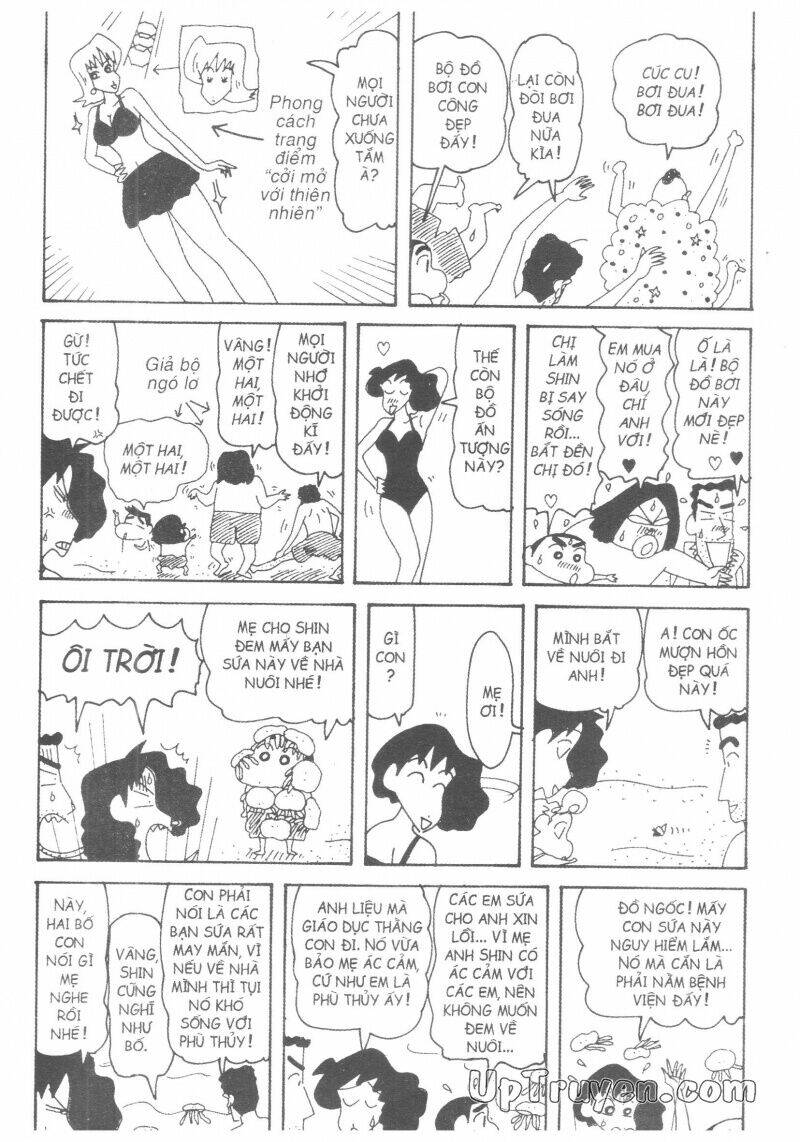 CÚC CU!
BƠI ĐUA!
BƠI ĐUA!
LẠI CÒN
ĐÒI BƠI
ĐUA
NỮA
KÌA!
BỘ ĐỒ
BƠI CON
CÔNG
ĐẸP
ĐẤY!
MỌI
NGƯỜI
CHƯA
XUỐNG
TẮM
À?
Phong
cách
trang
điểm
“cởi mở
với thiên
nhiên”
Ố LÀ
LÀ! BỘ
ĐỒ BƠI
NÀY
MỚI ĐẸP
NÈ!
EM MUA
NÓ Ở
ĐÂU,
CHỈ
ANH
VỚI!
CHỊ
LÀM
SHIN
BỊ SAY
SÓNG
RỒI...
BẮT ĐỀN
CHỊ ĐÓ!
THẾ
CÒN
BỘ
ĐỒ
ẤN
TƯỢNG
NÀY?
MỌI
NGƯỜI
NHỚ
KHỞI
ĐỘNG
KĨ
ĐẤY!
VÂNG!
MỘT
HAI,
MỘT
HAI!
Giả bộ
ngó lơ
MỘT HAI,
MỘT HAI!
GỪ!
TỨC
CHẾT
ĐI
ĐƯỢC!
A! CON ỐC
MƯỢN HỒN
ĐẸP QUÁ
NÀY!
MÌNH BẮT
VỀ NUÔI ĐI
ANH!
MẸ
ƠI!
GÌ
CON
?
MẸ CHO SHIN
ĐEM MẤY BẠN
SỨA NÀY VỀ NHÀ
NUÔI NHÉ!
ÔI TRỜI!
ĐỒ NGỐC! MẤY
CON SỨA NÀY
NGUY HIỂM LẮM...
NÓ MÀ CẮN LÀ
PHẢI NẰM BỆNH
VIỆN ĐẤY!
CÁC EM SỨA
CHO ANH XIN
LỖI... VÌ MẸ
ANH SHIN CÓ
ÁC CẢM VỚI
CÁC EM, NÊN
KHÔNG MUỐN
ĐEM VỀ
NUÔI...
ANH LIỆU MÀ
GIÁO DỤC THẰNG
CON ĐI. NÓ VỪA
BẢO MẸ ÁC CẢM,
CỨ NHƯ EM LÀ
PHÙ THỦY ẤY!
CON PHẢI
NÓI LÀ CÁC
BẠN SỨA RẤT
MAY MẮN, VÌ
NẾU VỀ NHÀ
MÌNH THÌ TỤI
NÓ KHÓ
SỐNG VỚI
PHÙ THỦY!
VÂNG,
SHIN
CŨNG
NGHĨ
NHƯ
BỐ.
NÀY,
HAI BỐ
CON
NÓI GÌ
MẸ
NGHE
RỒI
NHÉ!
UpTruyen.com